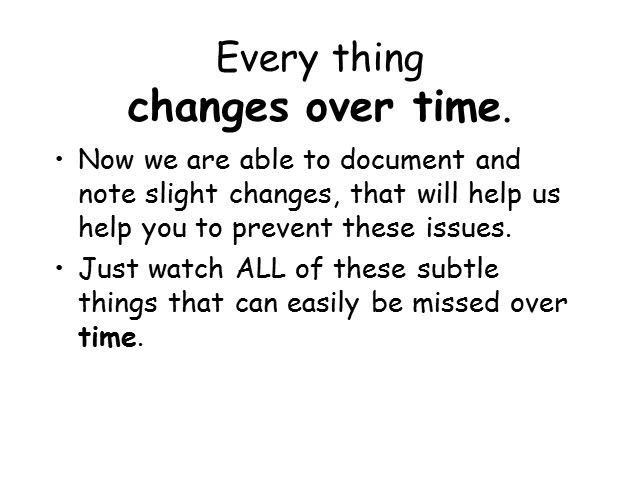 Every thing
changes over time.
• Now we are able to document and
note slight changes, that will help us
help you to prevent these issues.
• Just watch ALL of these subtle
things that can easily be missed over
time.